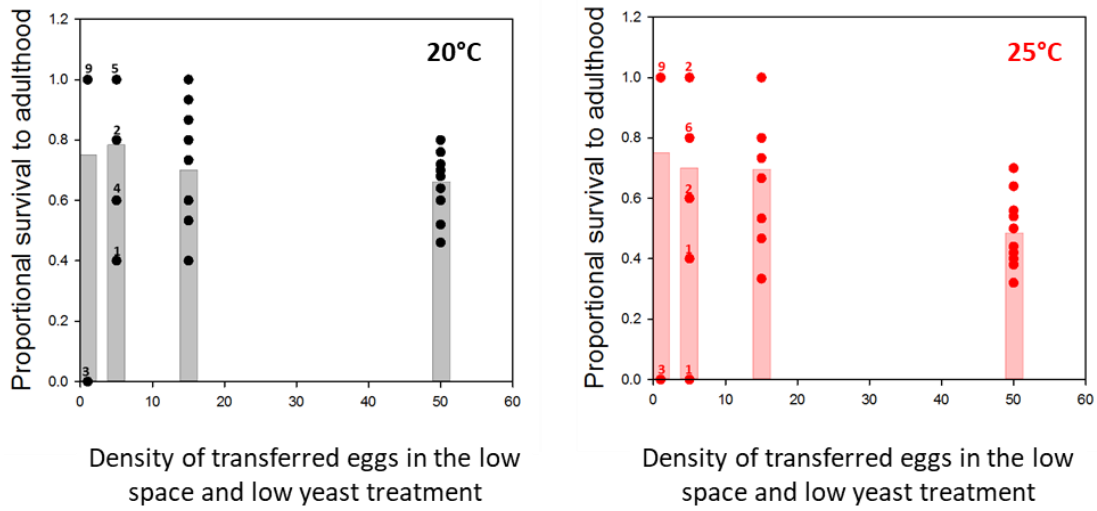 Proportional survival to adulthood
1.2
1.0
0.8
0.6
0.4
0.2
0.0
20°C
9
5
2
4
1
3
0 10 20 30 40 50 60
Density of transferred eggs in the low
space and low yeast treatment
Proportional survival to adulthood
1.2
1.0
0.8
0.6
0.4
0.2
0.0
25°C
9
2
6
2
1
3
1
0 10 20 30 40 50 60
Density of transferred eggs in the low
space and low yeast treatment